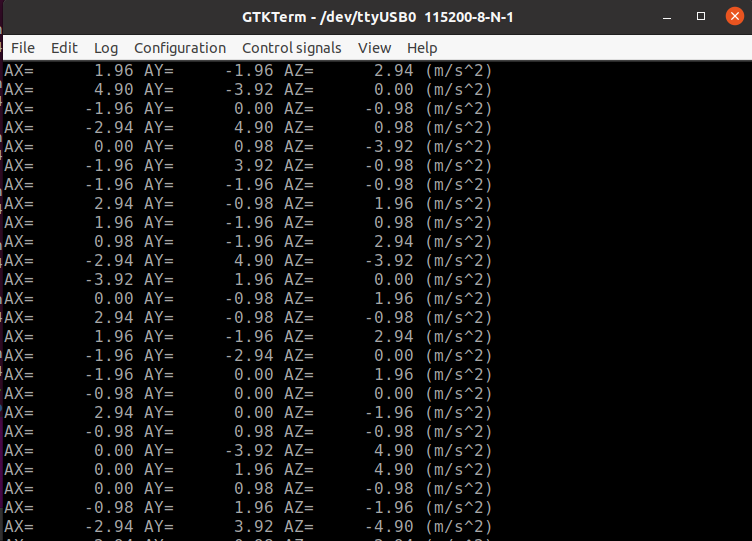 GTKTerm - /dev/ttyUSB0 115200-8-N-1
File Edit Log Configuration Control signals View Help
AX= 1.96 AY= -1.96 AZ= 2.94 (m/s^2)
AX= 4.90 AY= -3.92 AZ= 0.00 (m/s^2)
AX= -1.96 AY= 0.00 AZ= -0.98 (m/s^2)
AX= -2.94 AY= 4.90 AZ= 0.98 (m/s^2)
AX= 0.00 AY= 0.98 AZ= -3.92 (m/s^2)
AX= -1.96 AY= 3.92 AZ= -0.98 (m/s^2)
AX= -1.96 AY= -1.96 AZ= -0.98 (m/s^2)
AX= 2.94 AY= -0.98 AZ= 1.96 (m/s^2)
AX= 1.96 AY= -1.96 AZ= 0.98 (m/s^2)
AX= 0.98 AY= -1.96 AZ= 2.94 (m/s^2)
AX= -2.94 AY= 4.90 AZ= -3.92 (m/s^2)
AX= -3.92 AY= 1.96 AZ= 0.00 (m/s^2)
AX= 0.00 AY= -0.98 AZ= 1.96 (m/s^2)
AX= 2.94 AY= -0.98 AZ= -0.98 (m/s^2)
AX= 1.96 AY= -1.96 AZ= 2.94 (m/s^2)
AX= -1.96 AY= -2.94 AZ= 0.00 (m/s^2)
AX= -1.96 AY= 0.00 AZ= 1.96 (m/s^2)
AX= -0.98 AY= 0.00 AZ= 0.00 (m/s^2)
AX= 2.94 AY= 0.00 AZ= -1.96 (m/s^2)
AX= -0.98 AY= 0.98 AZ= -0.98 (m/s^2)
AX= 0.00 AY= -3.92 AZ= 4.90 (m/s^2)
AX= 0.00 AY= 1.96 AZ= 4.90 (m/s^2)
AX= 0.00 AY= 0.98 AZ= -0.98 (m/s^2)
AX= -0.98 AY= 1.96 AZ= -1.96 (m/s^2)
AX= -2.94 AY= 3.92 AZ= -4.90 (m/s^2)